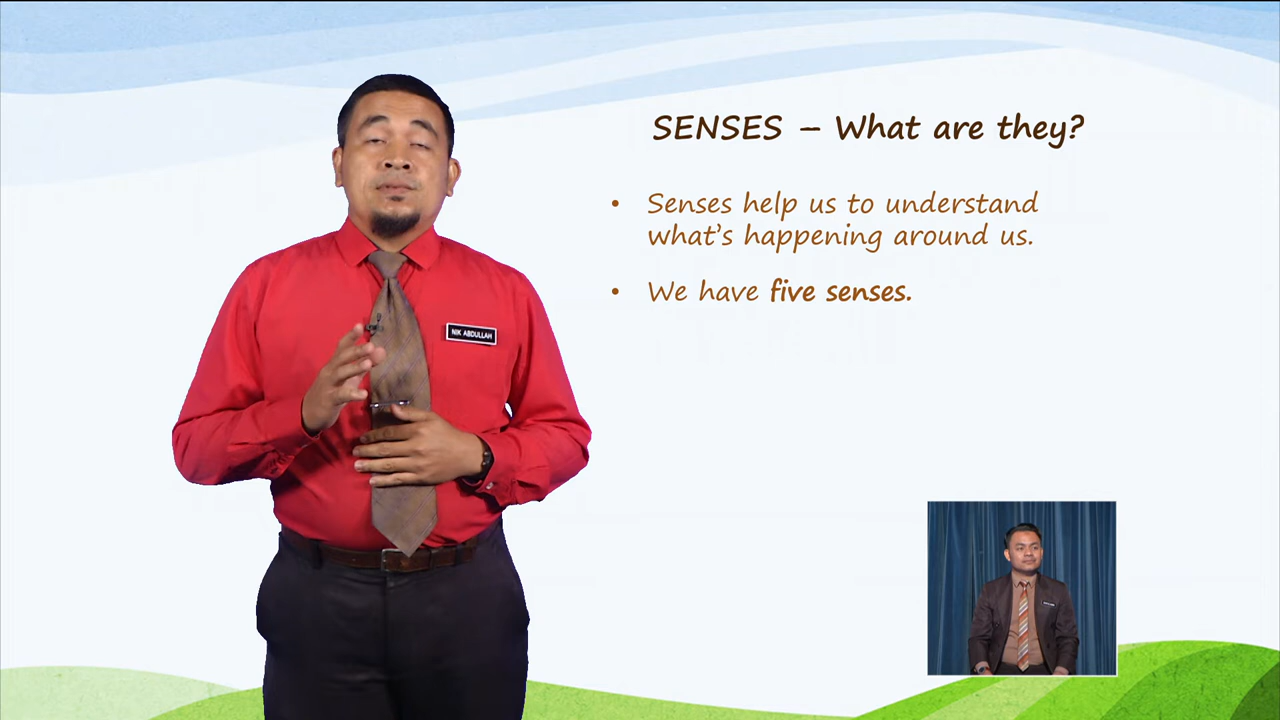 SENSES – What are they?
• Senses help us to understand
what's happening around us.
• We have five senses.
NIK ABDULLAH